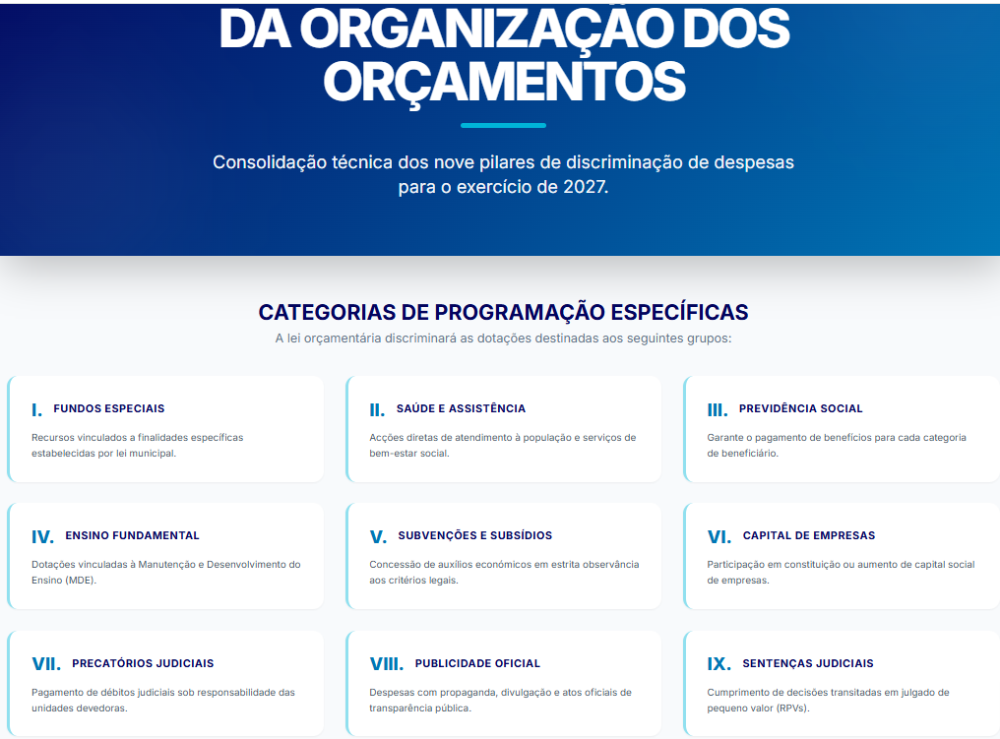 DA ORGANIZAÇÃO DOS
ORÇAMENTOS
Consolidação técnica dos nove pilares de discriminação de despesas
para o exercício de 2027.
CATEGORIAS DE PROGRAMAÇÃO ESPECÍFICAS
A lei orçamentária discriminará as dotações destinadas aos seguintes grupos:
I. FUNDOS ESPECIAIS
Recursos vinculados a finalidades específicas
estabelecidas por lei municipal.
II. SAÚDE E ASSISTÊNCIA
Acções diretas de atendimento à população e serviços de
bem-estar social.
III. PREVIDÊNCIA SOCIAL
Garante o pagamento de benefícios para cada categoria
de beneficiário.
IV. ENSINO FUNDAMENTAL
Dotações vinculadas à Manutenção e Desenvolvimento do
Ensino (MDE).
V. SUBVENÇÕES E SUBSÍDIOS
Concessão de auxílios económicos em estrita observância
aos critérios legais.
VI. CAPITAL DE EMPRESAS
Participação em constituição ou aumento de capital social
de empresas.
VII. PRECATÓRIOS JUDICIAIS
Pagamento de débitos judiciais sob responsabilidade das
unidades devedoras.
VIII. PUBLICIDADE OFICIAL
Despesas com propaganda, divulgação e atos oficiais de
transparência pública.
IX. SENTENÇAS JUDICIAIS
Cumprimento de decisões transitadas em julgado de
pequeno valor (RPVs).